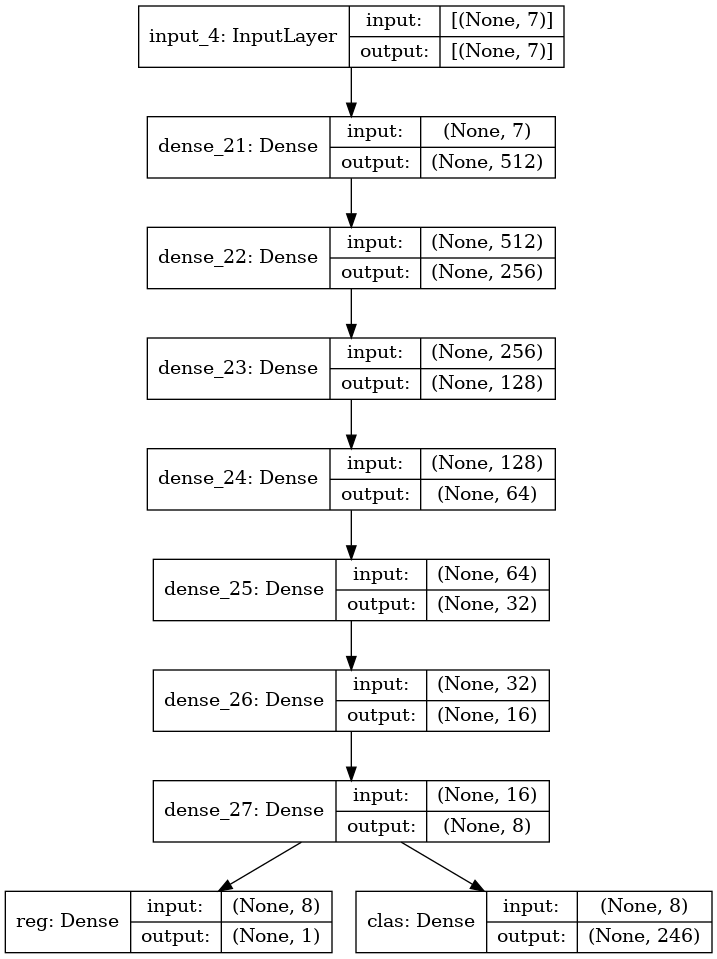 input_4: InputLayer
input: [(None, 7)]
output: [(None, 7)]
dense_21: Dense
input: (None, 7)
output: (None, 512)
dense_22: Dense
input: (None, 512)
output: (None, 256)
dense_23: Dense
input: (None, 256)
output: (None, 128)
dense_24: Dense
input: (None, 128)
output: (None, 64)
dense_25: Dense
input: (None, 64)
output: (None, 32)
dense_26: Dense
input: (None, 32)
output: (None, 16)
dense_27: Dense
input: (None, 16)
output: (None, 8)
reg: Dense
input: (None, 8)
output: (None, 1)
clas: Dense
input: (None, 8)
output: (None, 246)